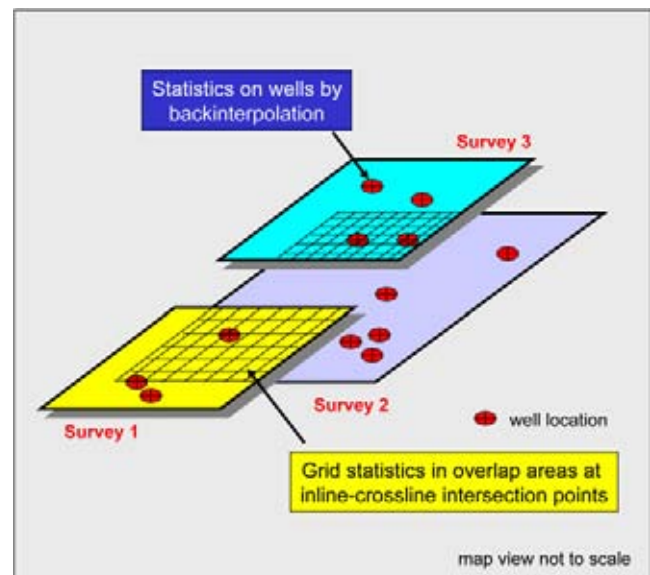 Statistics on wells by
backinterpolation
Survey 3
Survey 2
Survey 1
well location
Grid statistics in overlap areas at
inline-crossline intersection points
map view not to scale